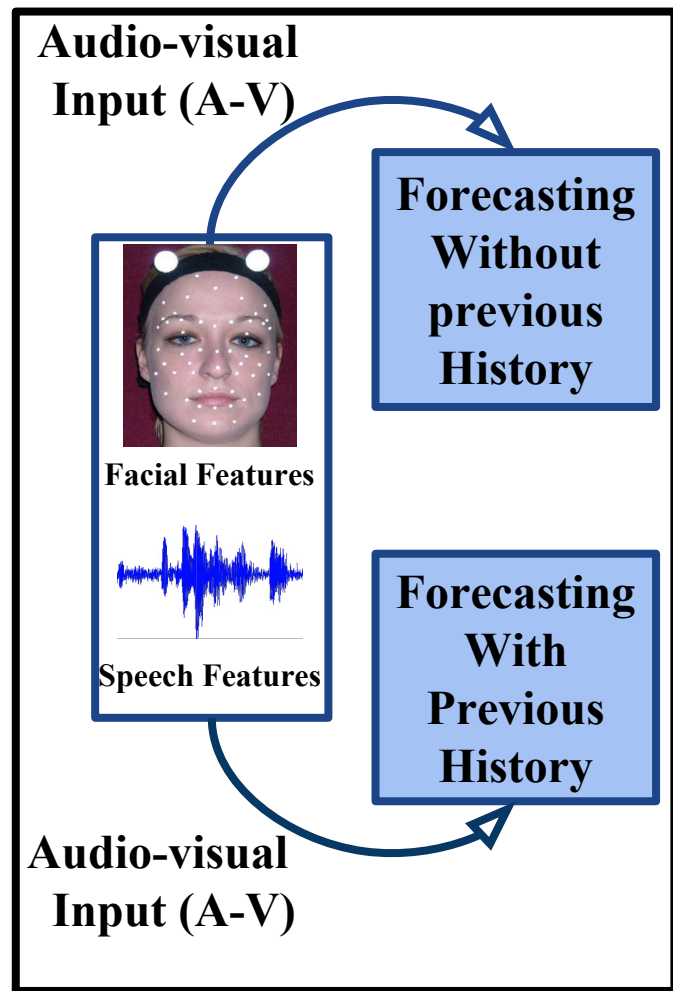 Audio-visual
Input (A-V)
Forecasting
Without
previous
History
Facial Features
Speech Features
Forecasting
With
Previous
History
Audio-visual
Input (A-V)